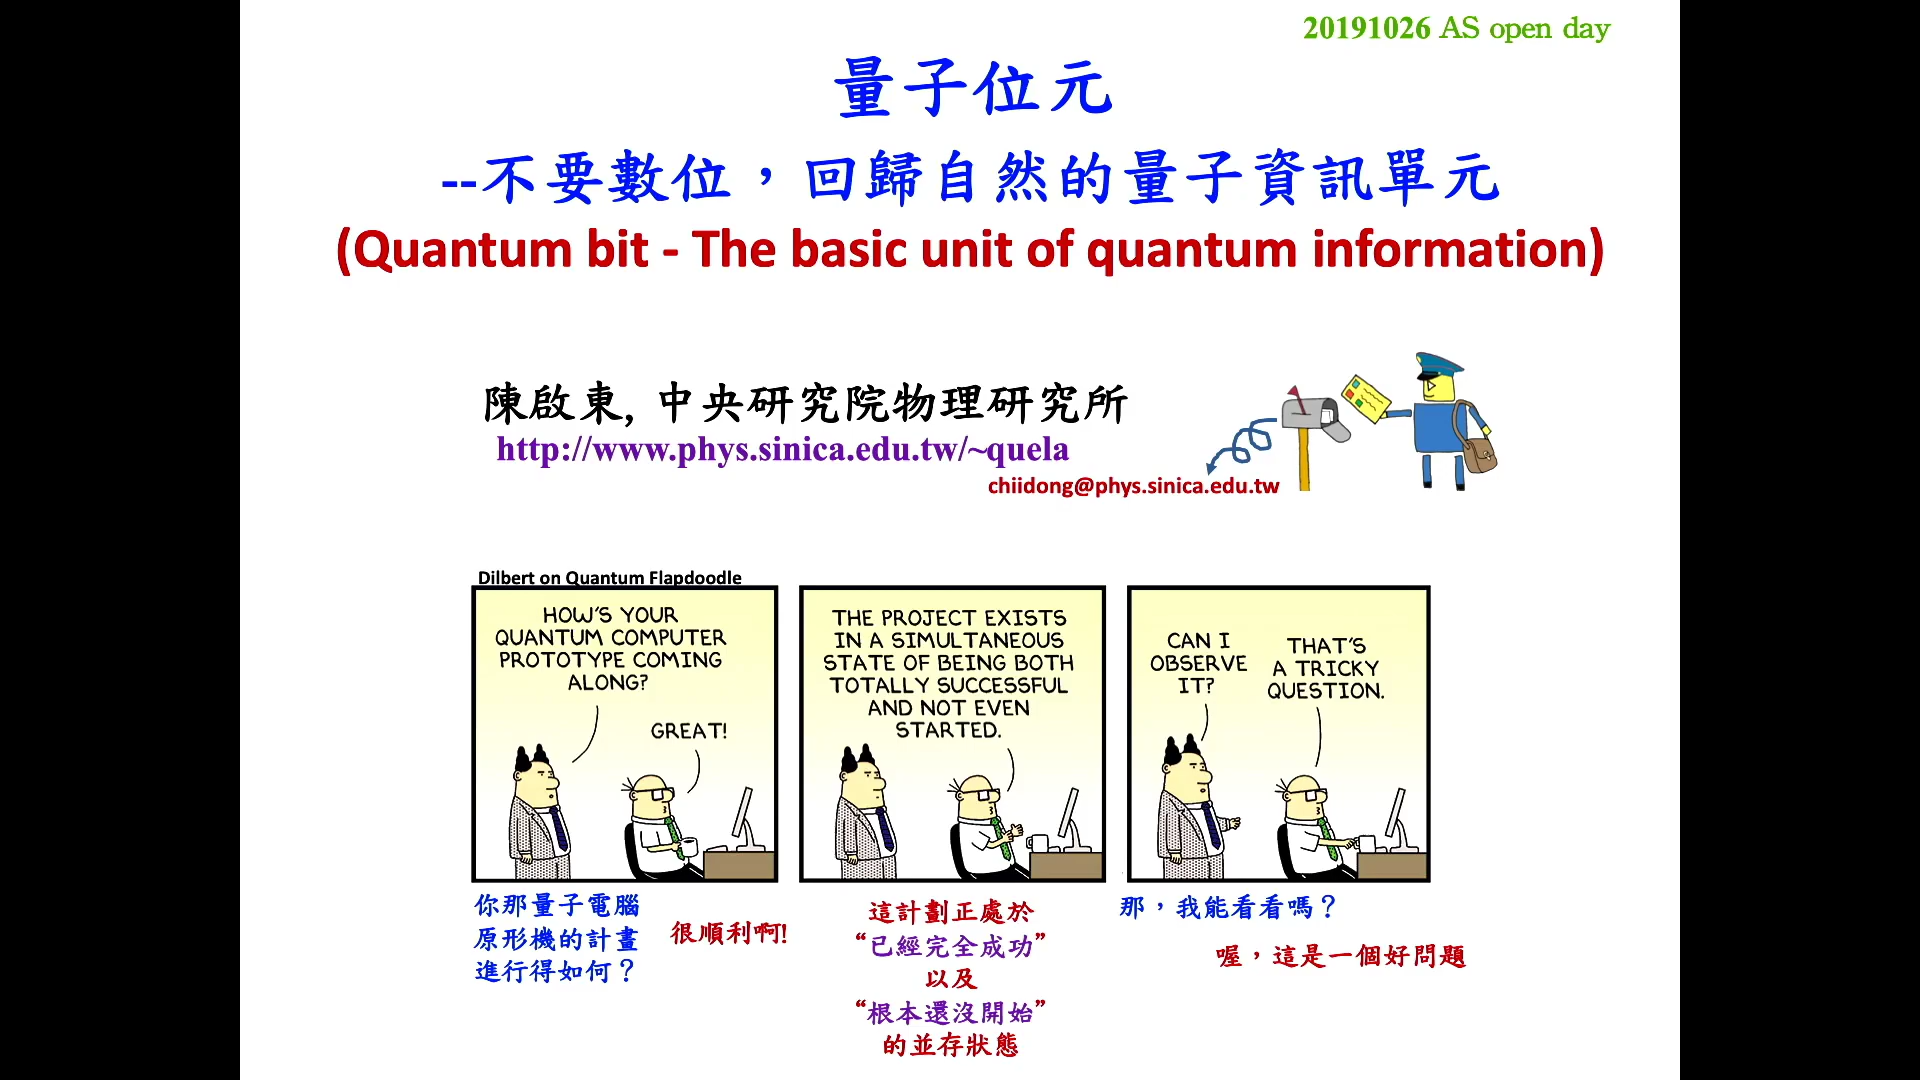 20191026 AS open day
量子位元
--不要數位，回歸自然的量子資訊單元
(Quantum bit - The basic unit of quantum information)
陳啟東, 中央研究院物理研究所
http://www.phys.sinica.edu.tw/~quela
chiidong@phys.sinica.edu.tw
Dilbert on Quantum Flapdoodle
HOW'S YOUR
QUANTUM COMPUTER
PROTOTYPE COMING
ALONG?
GREAT!
THE PROJECT EXISTS
IN A SIMULTANEOUS
STATE OF BEING BOTH
TOTALLY SUCCESSFUL
AND NOT EVEN
STARTED.
CAN I
OBSERVE
IT?
THAT'S
A TRICKY
QUESTION.
你那量子電腦
原形機的計畫
進行得如何？
很順利啊!
這計劃正處於
“已經完全成功”
以及
“根本還沒開始”
的並存狀態
那，我能看看嗎？
喔，這是一個好問題